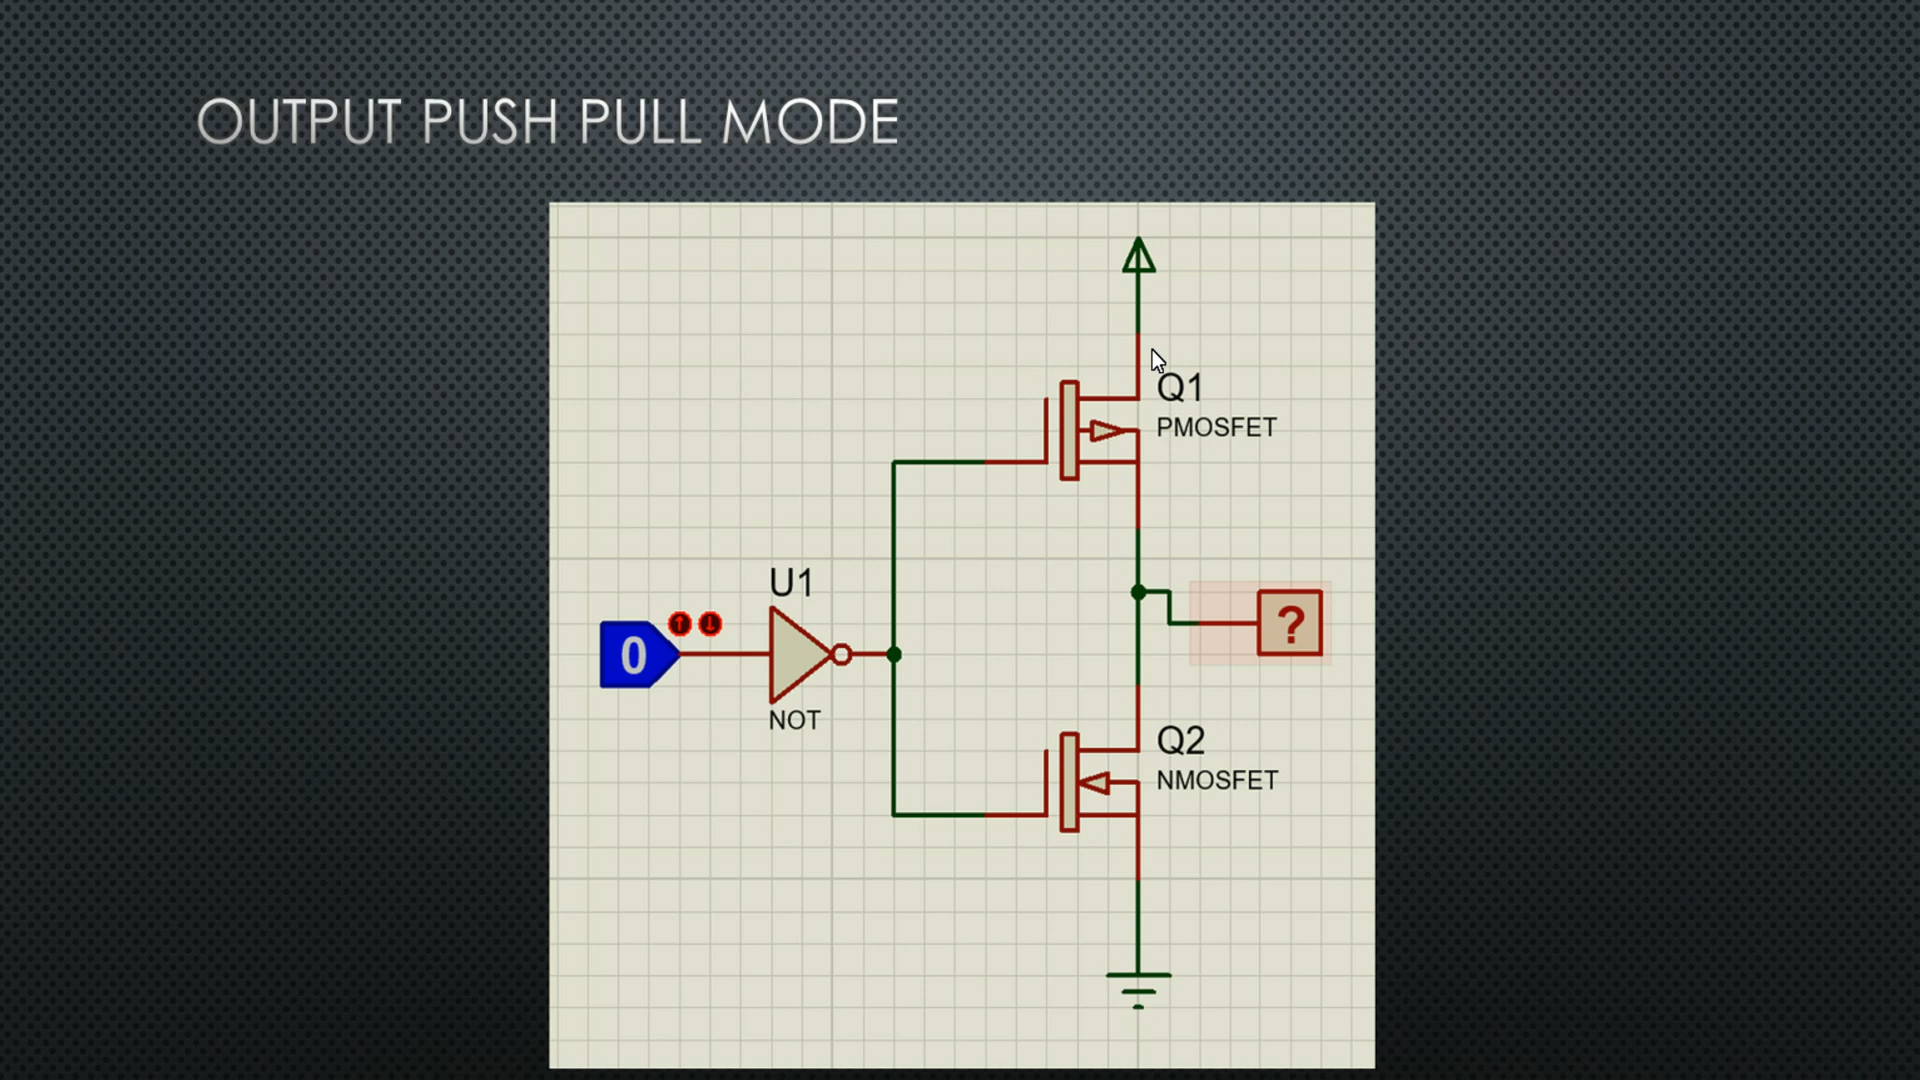 OUTPUT PUSH PULL MODE
Q1
PMOSFET
U1
0
NOT
?
Q2
NMOSFET